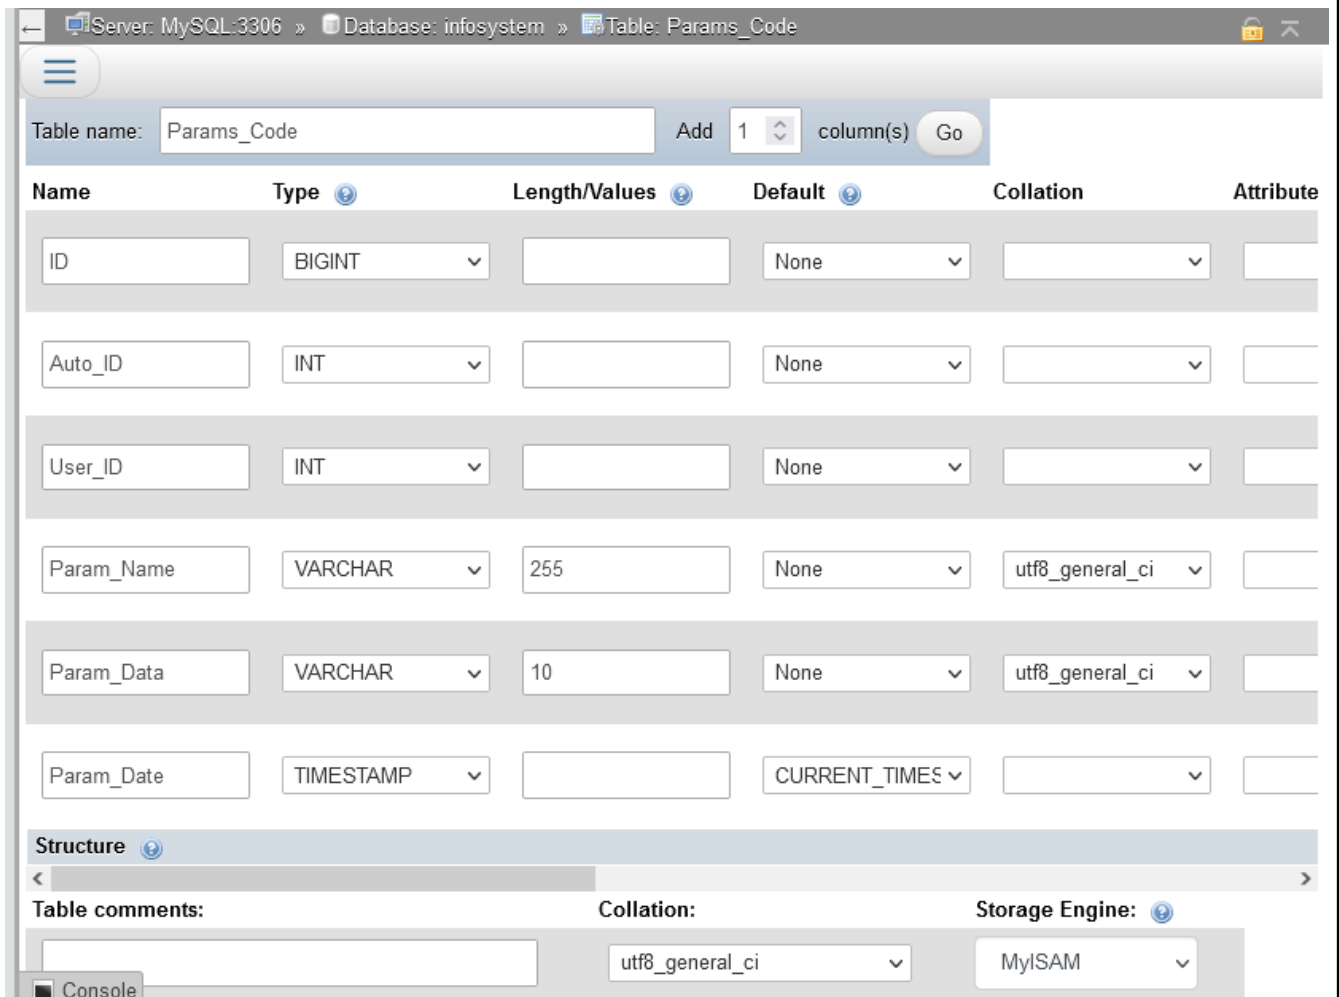 ← Server: MySQL:3306 » Database: infosystem » Table: Params_Code
Table name: Params_Code Add 1 column(s) Go
Name Type Length/Values Default Collation Attribute
ID BIGINT None
Auto_ID INT None
User_ID INT None
Param_Name VARCHAR 255 None utf8_general_ci
Param_Data VARCHAR 10 None utf8_general_ci
Param_Date TIMESTAMP CURRENT_TIMES
Structure
Table comments: Collation: Storage Engine:
utf8_general_ci MyISAM
Console